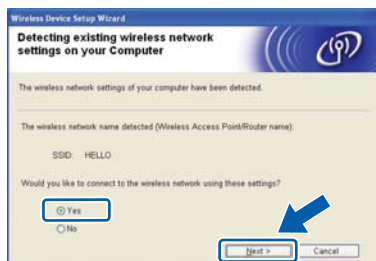 Wireless Device Setup Wizard
Detecting existing wireless network
settings on your Computer
The wireless network settings of your computer have been detected.
The wireless network name detected (Wireless Access Point/Router name):
SSID: HELLO
Would you like to connect to the wireless network using these settings?
Yes
No
Next > Cancel